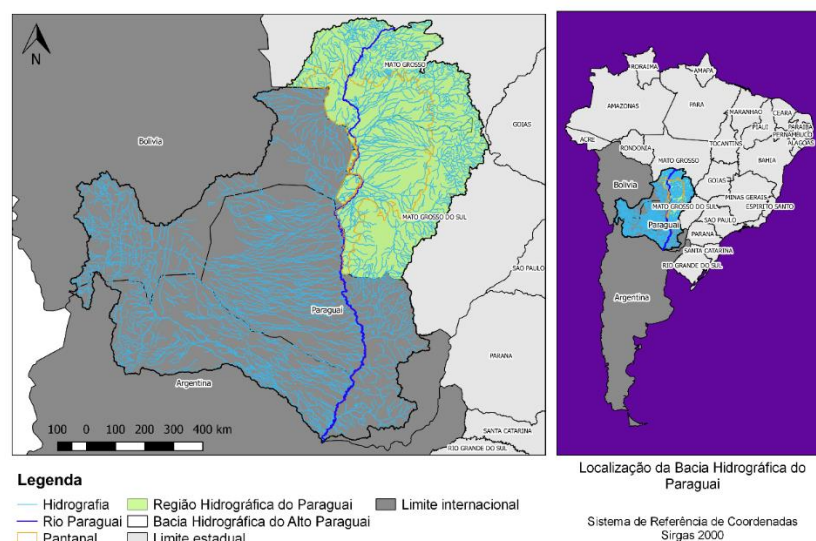 N
MATO GROSSO
GOIAS
Bolivia
MATO GROSSO DO SUL
SÃO PAULO
Paraguai
PARANA
Argentina
SANTA CATARINA
RIO GRANDE DO SUL
100 0 100 200 300 400 km
RORAIMA
AMAPA
AMAZONAS
PARA
MARANHAO
CEARA
PIAUI
PARAIBA
PERNAMBUCO
ALAGOAS
ACRE
RONDONIA
TOCANTINS
BAHIA
MATO GROSSO
GOIAS
Bolivia
MINAS GERAIS
MATO GROSSO DO SUL
ESPIRITO SANTO
SAO PAULO
Paraguai
PARANA
SANTA CATARINA
RIO GRANDE DO SUL
Argentina
Legenda
Hidrografia Região Hidrográfica do Paraguai Limite internacional
Rio Paraguai Bacia Hidrográfica do Alto Paraguai
Pantanal Limite estadual
Localização da Bacia Hidrográfica do
Paraguai
Sistema de Referência de Coordenadas
Sirgas 2000